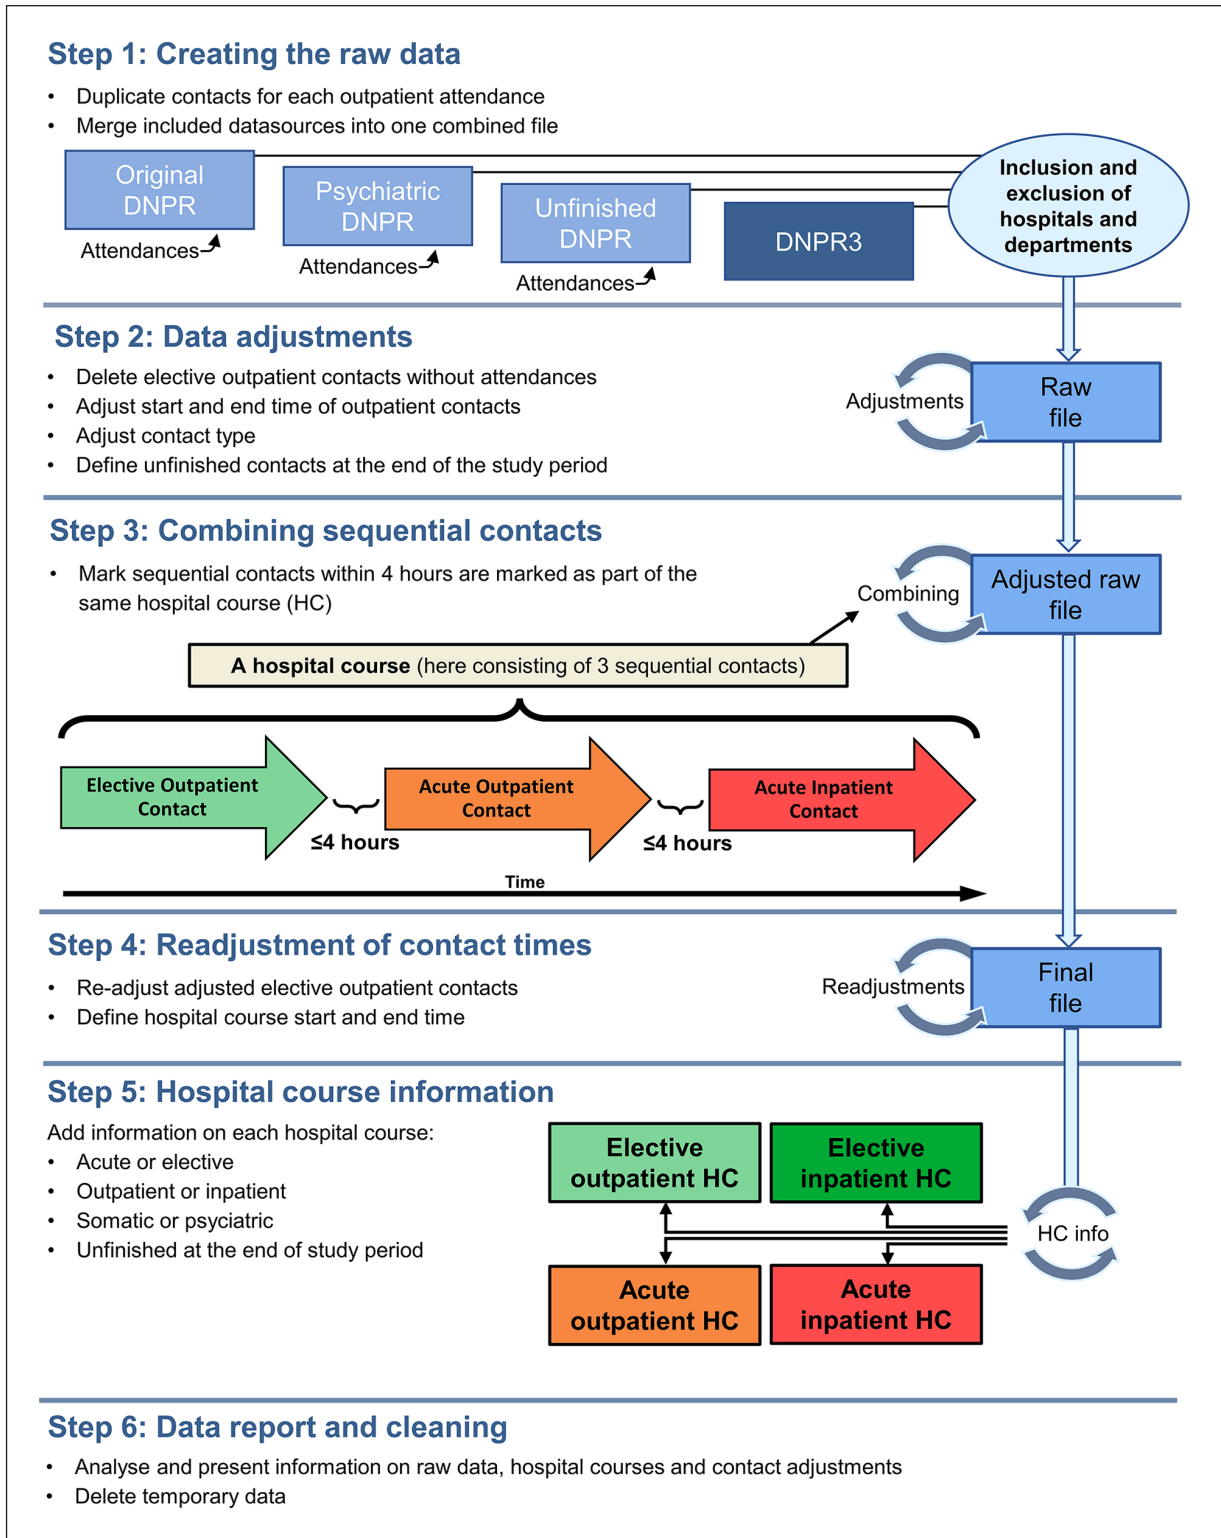 Step 1: Creating the raw data
• Duplicate contacts for each outpatient attendance
• Merge included datasources into one combined file
Original
DNPR
Attendances
Psychiatric
DNPR
Attendances
Unfinished
DNPR
Attendances
DNPR3
Inclusion and
exclusion of
hospitals and
departments
Step 2: Data adjustments
• Delete elective outpatient contacts without attendances
• Adjust start and end time of outpatient contacts
• Adjust contact type
• Define unfinished contacts at the end of the study period
Adjustments
Raw
file
Step 3: Combining sequential contacts
• Mark sequential contacts within 4 hours are marked as part of the
same hospital course (HC)
Combining
Adjusted raw
file
A hospital course (here consisting of 3 sequential contacts)
Elective Outpatient
Contact
≤4 hours
Acute Outpatient
Contact
≤4 hours
Acute Inpatient
Contact
Time
Step 4: Readjustment of contact times
• Re-adjust adjusted elective outpatient contacts
• Define hospital course start and end time
Readjustments
Final
file
Step 5: Hospital course information
Add information on each hospital course:
• Acute or elective
• Outpatient or inpatient
• Somatic or psyciatric
• Unfinished at the end of study period
Elective
outpatient HC
Elective
inpatient HC
HC info
Acute
outpatient HC
Acute
inpatient HC
Step 6: Data report and cleaning
• Analyse and present information on raw data, hospital courses and contact adjustments
• Delete temporary data